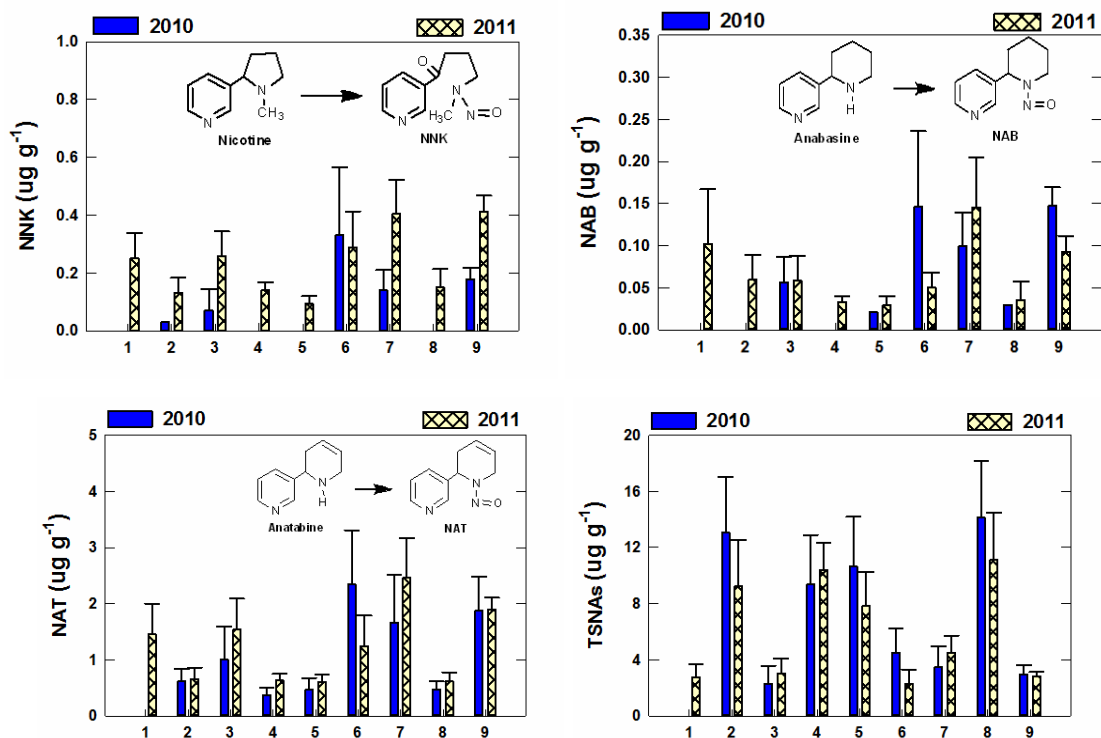 2010 2011
NNK (ug g⁻¹)
1.0
0.8
0.6
0.4
0.2
0.0
N
N
CH₃
Nicotine
O
N
H₃C
N
N=O
NNK
1 2 3 4 5 6 7 8 9
2010 2011
NAB (ug g⁻¹)
0.35
0.30
0.25
0.20
0.15
0.10
0.05
0.00
N
N
H
Anabasine
N
N
N=O
NAB
1 2 3 4 5 6 7 8 9
2010 2011
NAT (ug g⁻¹)
5
4
3
2
1
0
N
N
H
Anatabine
N
N
N=O
NAT
1 2 3 4 5 6 7 8 9
2010 2011
TSNAs (ug g⁻¹)
20
16
12
8
4
0
1 2 3 4 5 6 7 8 9